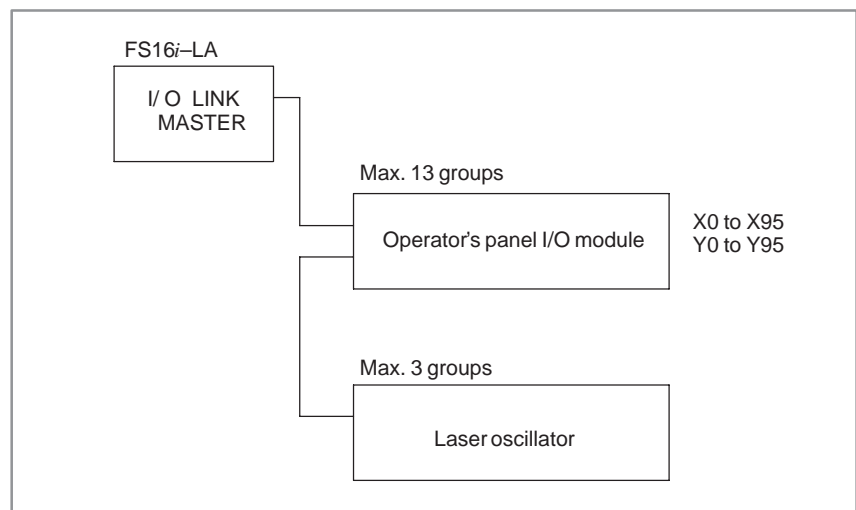 FS16i–LA
I/ O LINK
MASTER
Max. 13 groups
Operator's panel I/O module
X0 to X95
Y0 to Y95
Max. 3 groups
Laser oscillator